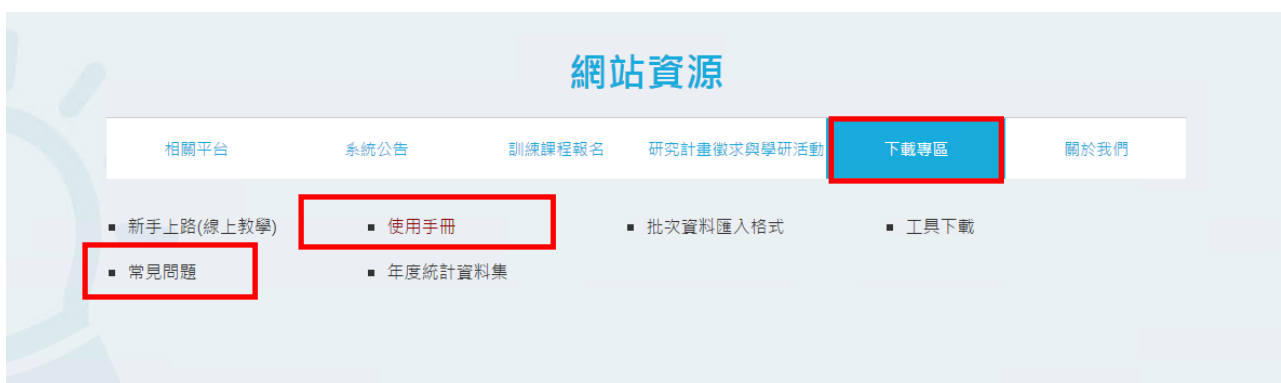 網站資源
相關平台 系統公告 訓練課程報名 研究計畫徵求與學研活動 下載專區 關於我們
▪ 新手上路(線上教學) ▪ 使用手冊 ▪ 批次資料匯入格式 ▪ 工具下載
▪ 常見問題 ▪ 年度統計資料集